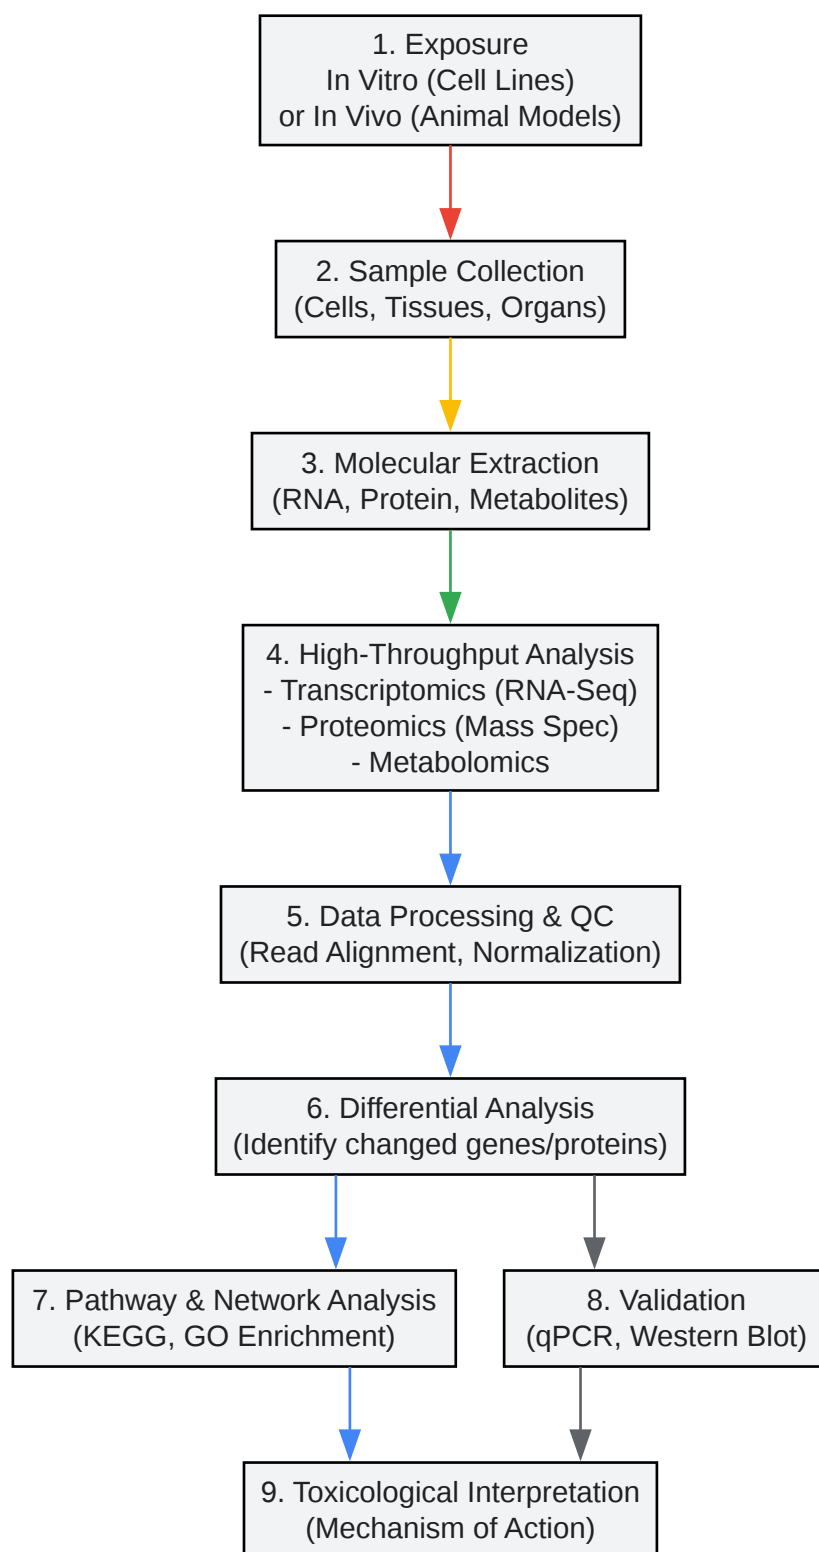 1. Exposure
In Vitro (Cell Lines)
or In Vivo (Animal Models)
2. Sample Collection
(Cells, Tissues, Organs)
3. Molecular Extraction
(RNA, Protein, Metabolites)
4. High-Throughput Analysis
- Transcriptomics (RNA-Seq)
- Proteomics (Mass Spec)
- Metabolomics
5. Data Processing & QC
(Read Alignment, Normalization)
6. Differential Analysis
(Identify changed genes/proteins)
7. Pathway & Network Analysis
(KEGG, GO Enrichment)
8. Validation
(qPCR, Western Blot)
9. Toxicological Interpretation
(Mechanism of Action)